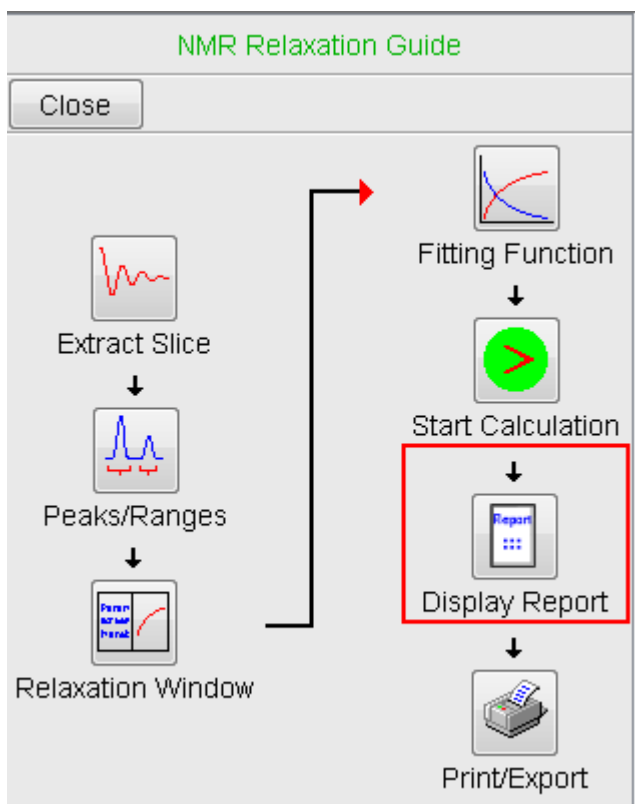 NMR Relaxation Guide
Close
Extract Slice
Peaks/Ranges
Relaxation Window
Fitting Function
>
Start Calculation
Report
Display Report
Print/Export